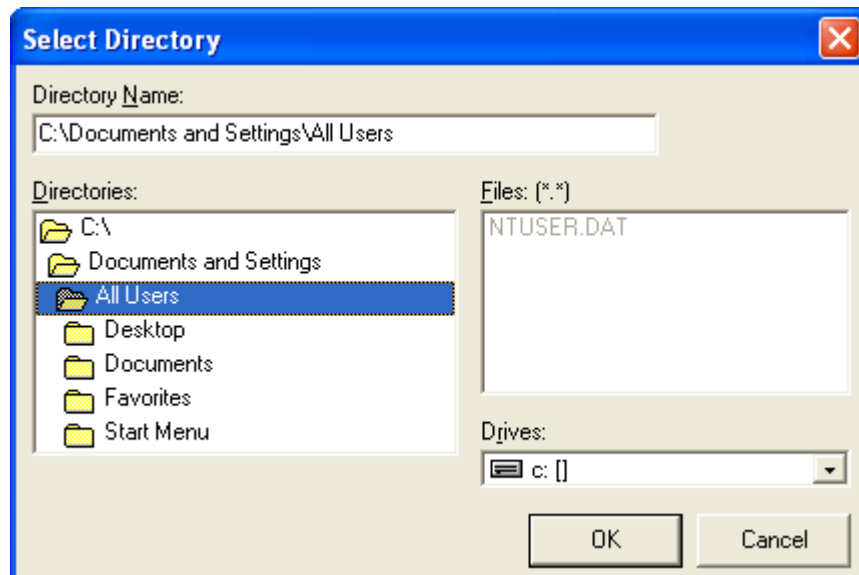 Select Directory
Directory Name:
C:\Documents and Settings\All Users
Directories:
C:\
Documents and Settings
All Users
Desktop
Documents
Favorites
Start Menu
Files: (*.*)
NTUSER.DAT
Drives:
c: []
OK
Cancel